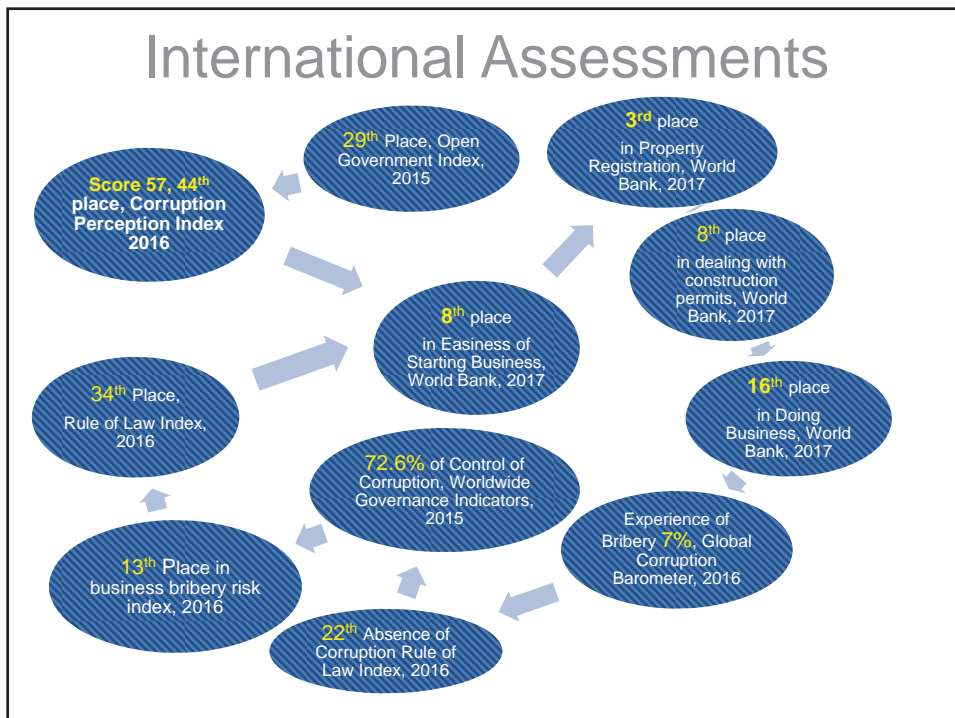 International Assessments
29th Place, Open
Government Index,
2015
3rd place
in Property
Registration, World
Bank, 2017
Score 57, 44th
place, Corruption
Perception Index
2016
8th place
in dealing with
construction
permits, World
Bank, 2017
8th place
in Easiness of
Starting Business,
World Bank, 2017
34th Place,
Rule of Law Index,
2016
16th place
in Doing
Business, World
Bank, 2017
72.6% of Control of
Corruption, Worldwide
Governance Indicators,
2015
Experience of
Bribery 7%, Global
Corruption
Barometer, 2016
13th Place in
business bribery risk
index, 2016
22th Absence of
Corruption Rule of
Law Index, 2016